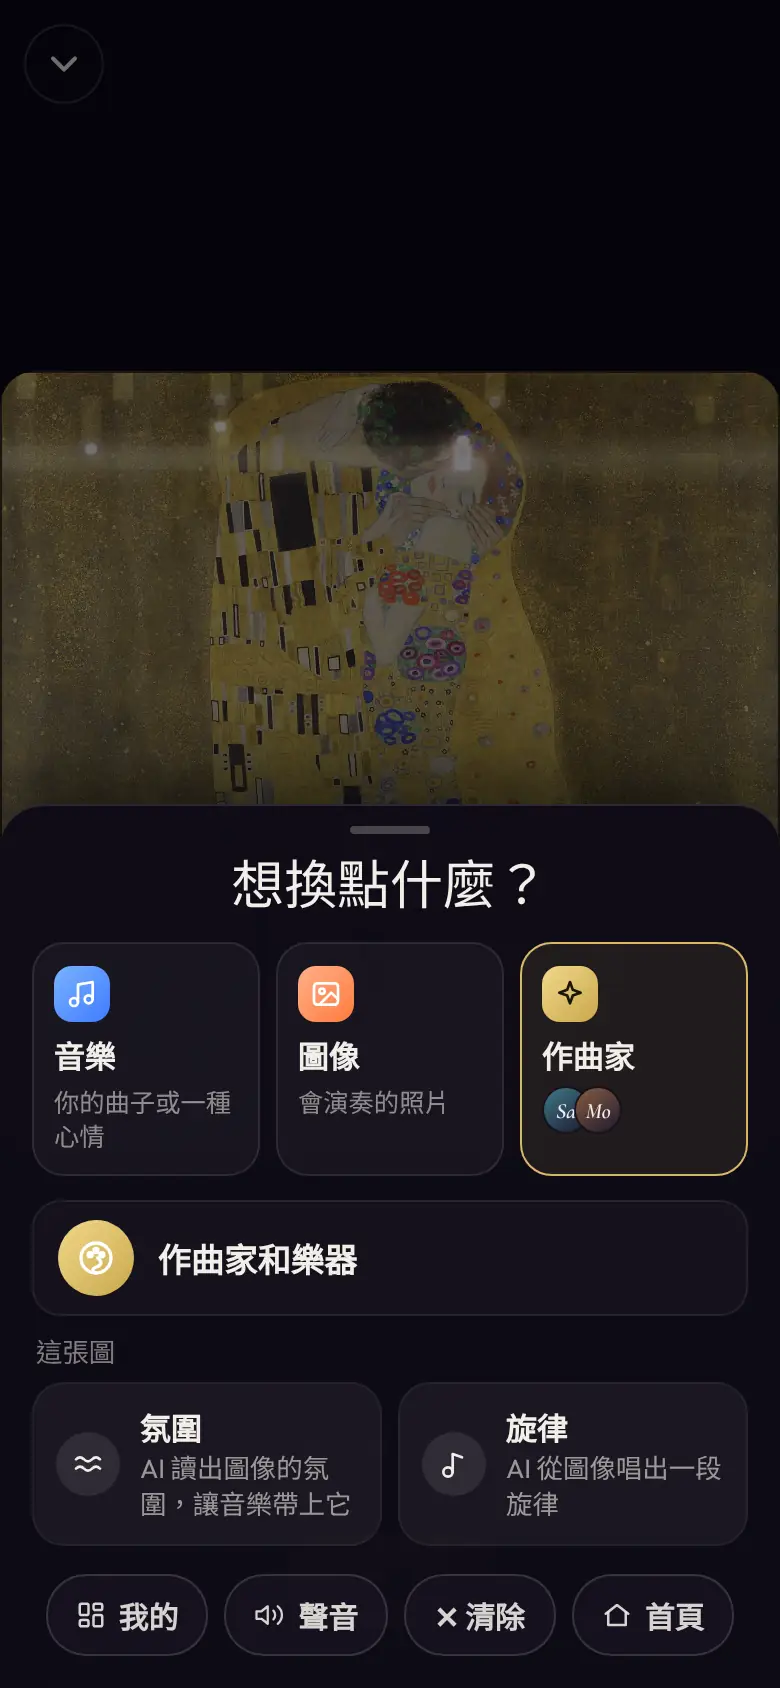 想換點什麼？
音樂
你的曲子或一種
心情
圖像
會演奏的照片
作曲家
Sa Mo
作曲家和樂器
這張圖
氛圍
AI 讀出圖像的氛
圍，讓音樂帶上它
旋律
AI 從圖像唱出一段
旋律
我的
聲音
× 清除
首頁